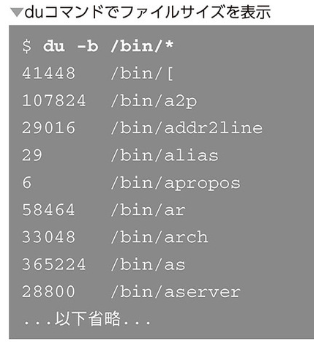 ▼duコマンドでファイルサイズを表示
$ du -b /bin/*
41448 /bin/[
107824 /bin/a2p
29016 /bin/addr2line
29 /bin/alias
6 /bin/apropos
58464 /bin/ar
33048 /bin/arch
365224 /bin/as
28800 /bin/aserver
...以下省略...